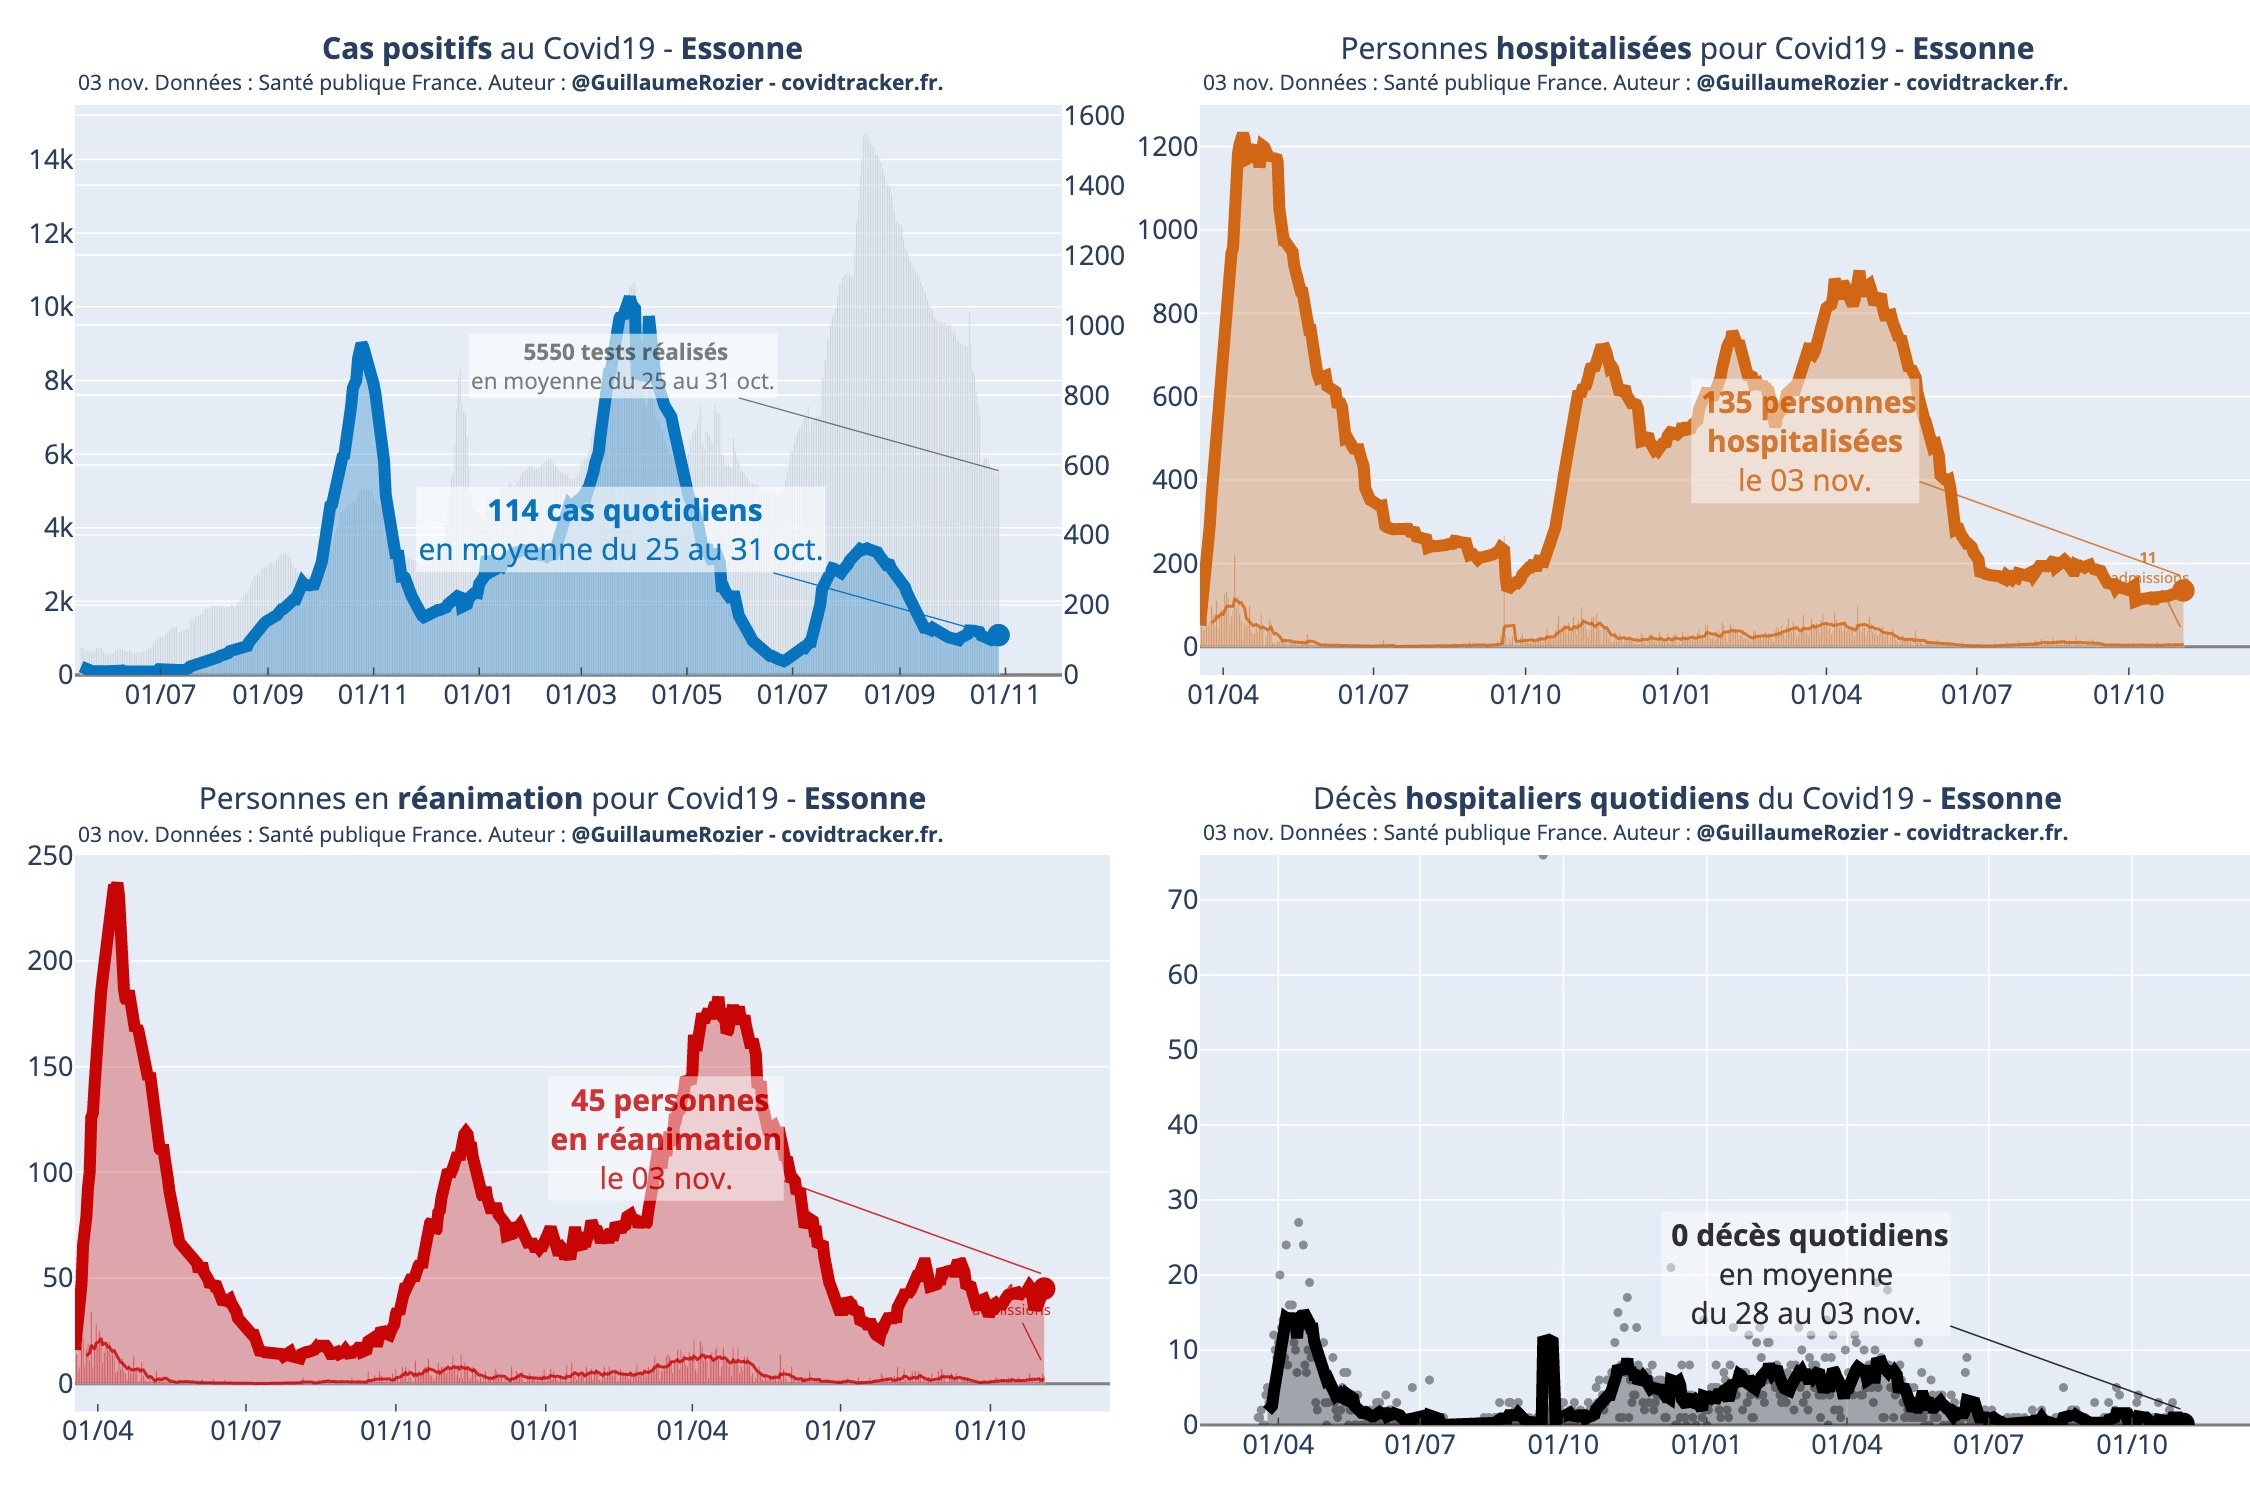 Cas positifs au Covid19 - Essonne
03 nov. Données : Santé publique France. Auteur : @GuillaumeRozier - covidtracker.fr.
1600
14k
1400
12k
1200
10k
1000
8k
800
6k
600
4k
400
2k
200
0
0
5550 tests réalisés
en moyenne du 25 au 31 oct.
114 cas quotidiens
en moyenne du 25 au 31 oct.
01/07 01/09 01/11 01/01 01/03 01/05 01/07 01/09 01/11
Personnes hospitalisées pour Covid19 - Essonne
03 nov. Données : Santé publique France. Auteur : @GuillaumeRozier - covidtracker.fr.
1200
1000
800
600
400
200
0
135 personnes
hospitalisées
le 03 nov.
11
admissions
01/04 01/07 01/10 01/01 01/04 01/07 01/10
Personnes en réanimation pour Covid19 - Essonne
03 nov. Données : Santé publique France. Auteur : @GuillaumeRozier - covidtracker.fr.
250
200
150
100
50
0
45 personnes
en réanimation
le 03 nov.
admissions
01/04 01/07 01/10 01/01 01/04 01/07 01/10
Décès hospitaliers quotidiens du Covid19 - Essonne
03 nov. Données : Santé publique France. Auteur : @GuillaumeRozier - covidtracker.fr.
70
60
50
40
30
20
10
0
0 décès quotidiens
en moyenne
du 28 au 03 nov.
01/04 01/07 01/10 01/01 01/04 01/07 01/10